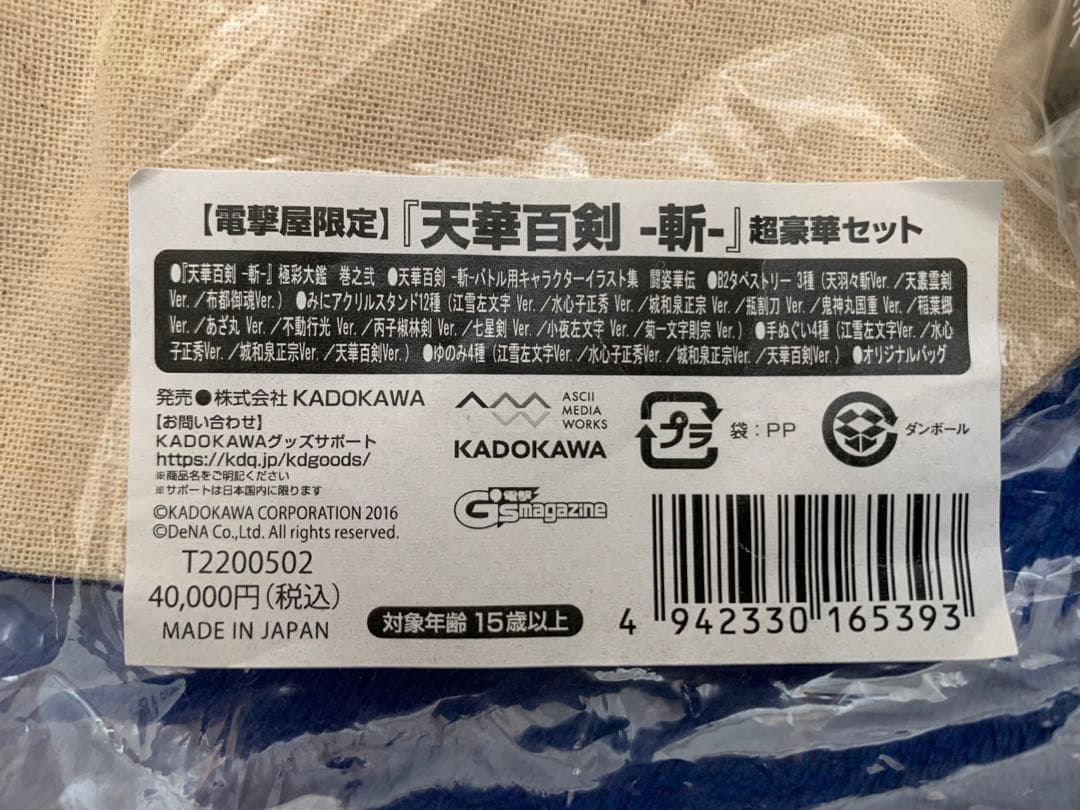 【電撃屋限定】『天華百剣 -斬-』超豪華セット
●『天華百剣 -斬-』極彩大鑑 巻之弐 ●天華百剣 -斬-バトル用キャラクターイラスト集 闘姿華伝 ●B2タペストリー 3種（天羽々斬Ver.／天叢雲剣
Ver.／布都御魂Ver.）●みにアクリルスタンド12種（江雪左文字 Ver.／水心子正秀 Ver.／城和泉正宗 Ver.／瓶割刀 Ver.／鬼神丸国重 Ver.／稲葉郷
Ver.／あざ丸 Ver.／不動行光 Ver.／丙子椒林剣 Ver.／七星剣 Ver.／小夜左文字 Ver.／菊一文字則宗 Ver.）●手ぬぐい4種（江雪左文字Ver.／水心
子正秀Ver.／城和泉正宗Ver.／天華百剣Ver.）●ゆのみ4種（江雪左文字Ver.／水心子正秀Ver.／城和泉正宗Ver.／天華百剣Ver.）●オリジナルバッグ
発売●株式会社 KADOKAWA
【お問い合わせ】
KADOKAWAグッズサポート
https://kdq.jp/kdgoods/
※商品名をご明記ください
※サポートは日本国内に限ります
©KADOKAWA CORPORATION 2016
©DeNA Co.,Ltd. All rights reserved.
T2200502
40,000円(税込)
MADE IN JAPAN
ASCII
MEDIA
WORKS
KADOKAWA
電撃
G's magazine
プラ
袋：PP
ダンボール
対象年齢 15歳以上
4 942330 165393